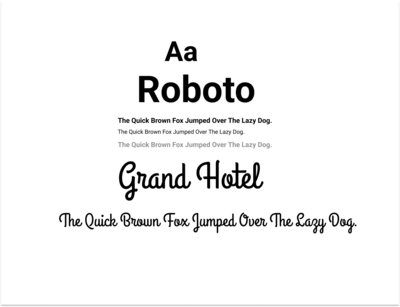 Aa
Roboto
The Quick Brown Fox Jumped Over The Lazy Dog.
The Quick Brown Fox Jumped Over The Lazy Dog.
The Quick Brown Fox Jumped Over The Lazy Dog.
Grand Hotel
The Quick Brown Fox Jumped Over The Lazy Dog.